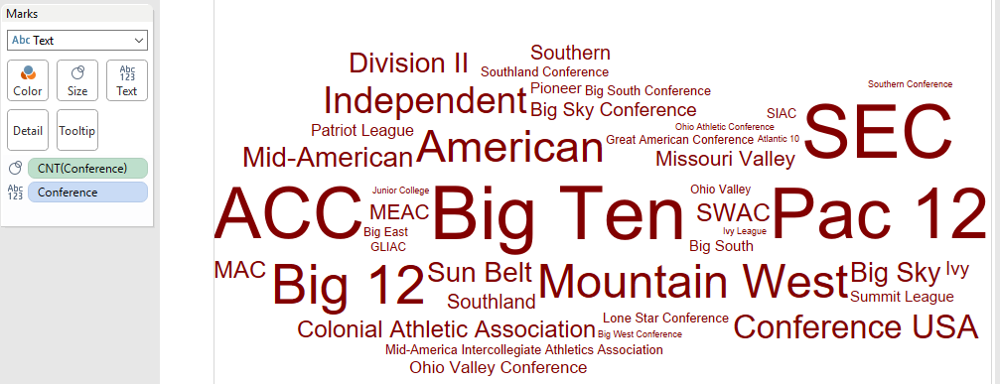 Marks
Abc Text
Color
Size
Abc
123
Text
Detail
Tooltip
CNT(Conference)
Abc
123
Conference
Southern
Division II
Southland Conference
Pioneer
Big South Conference
Southern Conference
Independent
Big Sky Conference
SIAC
Patriot League
Ohio Athletic Conference
Great American Conference
Atlantic 10
SEC
Mid-American
American
Missouri Valley
ACC
Junior College
MEAC
Big East
GLIAC
Big Ten
Ohio Valley
SWAC
Ivy League
Big South
Pac 12
MAC
Big 12
Sun Belt
Southland
Mountain West
Big Sky
Ivy
Summit League
Colonial Athletic Association
Lone Star Conference
Big West Conference
Conference USA
Mid-America Intercollegiate Athletics Association
Ohio Valley Conference